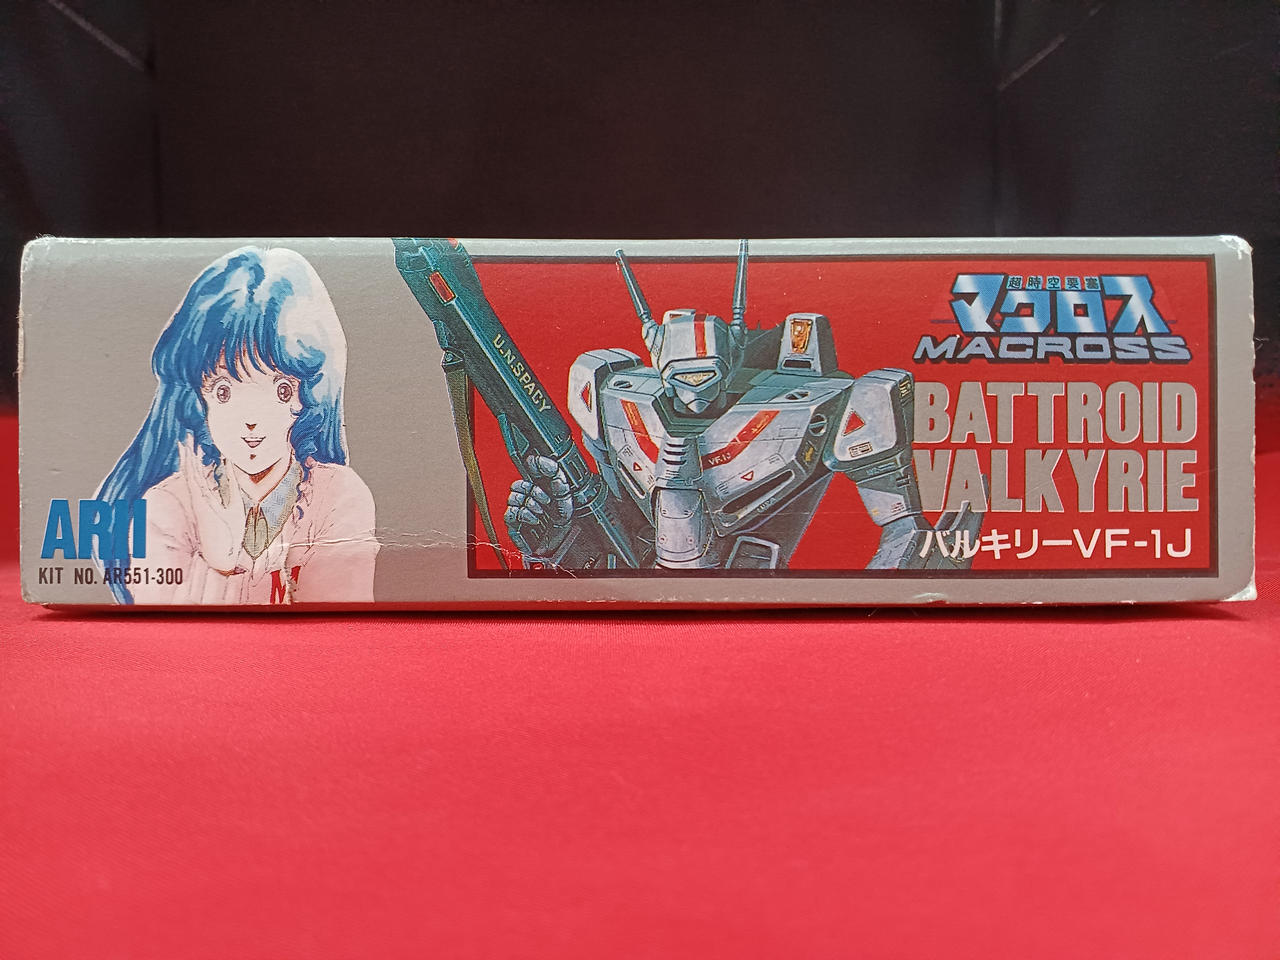 ARII
KIT NO. AR551-300
M
U.N.SPACY
VF-1J
超時空要塞
マクロス
MACROSS
BATTROID
VALKYRIE
バルキリーVF-1J